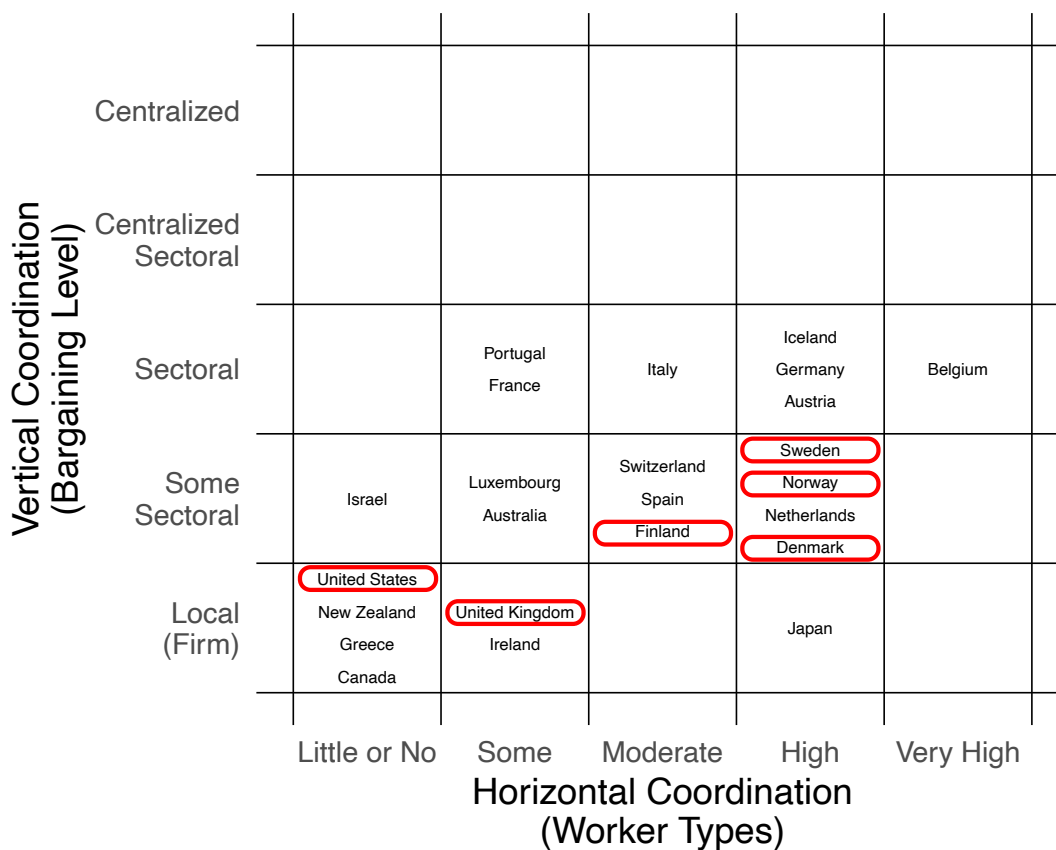 Vertical Coordination
(Bargaining Level)
Centralized
Centralized
Sectoral
Sectoral
Portugal
France
Italy
Iceland
Germany
Austria
Belgium
Some
Sectoral
Israel
Luxembourg
Australia
Switzerland
Spain
Finland
Sweden
Norway
Netherlands
Denmark
Local
(Firm)
United States
New Zealand
Greece
Canada
United Kingdom
Ireland
Japan
Little or No
Some
Moderate
High
Very High
Horizontal Coordination
(Worker Types)